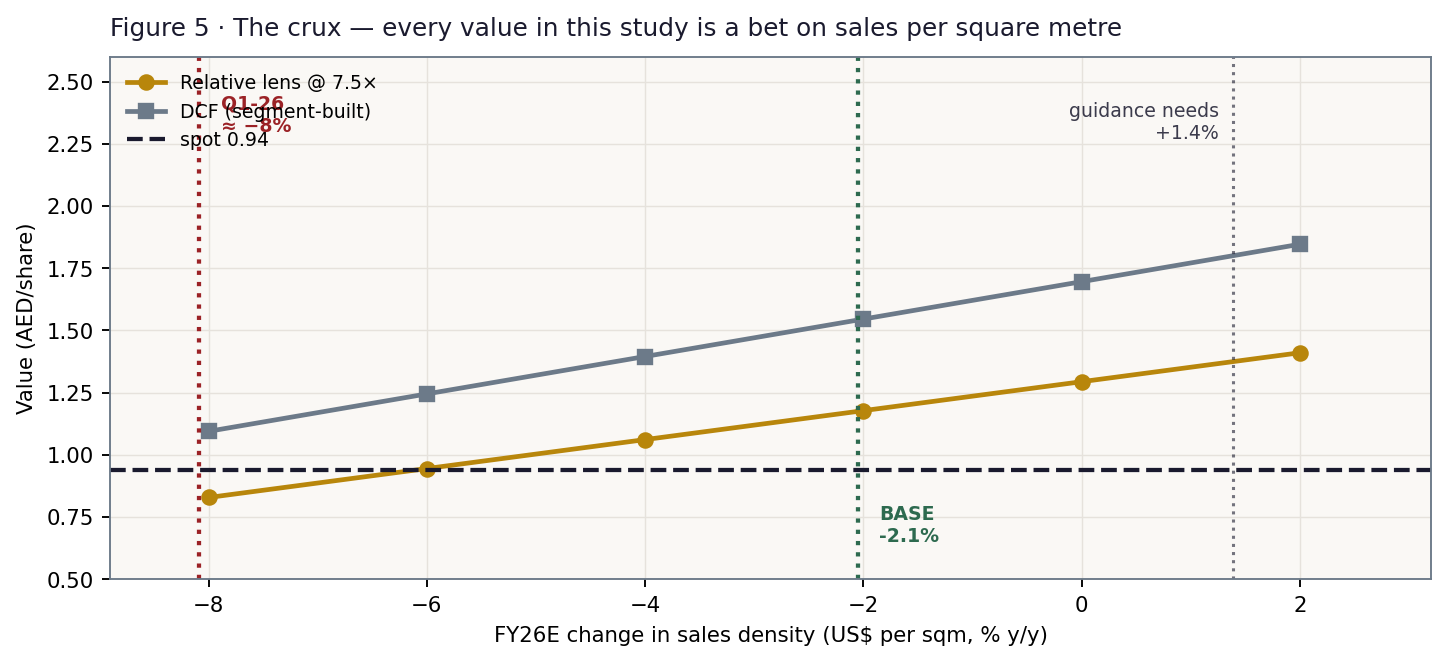 Figure 5 · The crux — every value in this study is a bet on sales per square metre
Relative lens @ 7.5×
DCF (segment-built)
spot 0.94
Q1-26
≈ −8%
guidance needs
+1.4%
BASE
-2.1%
Value (AED/share)
2.50
2.25
2.00
1.75
1.50
1.25
1.00
0.75
0.50
−8
−6
−4
−2
0
2
FY26E change in sales density (US$ per sqm, % y/y)